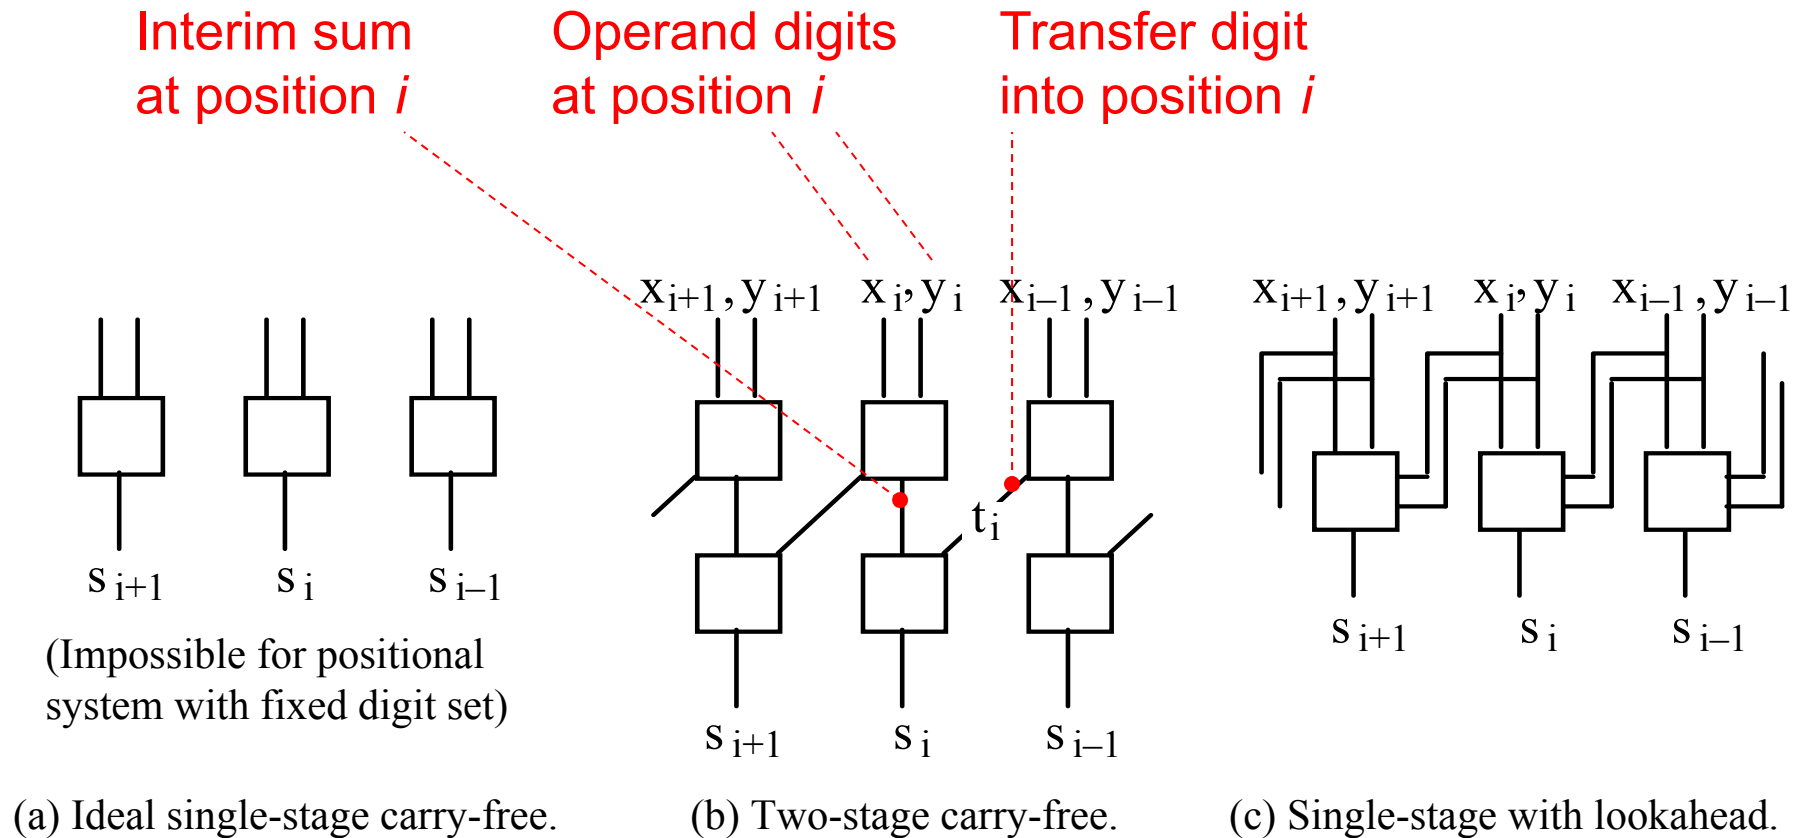 Interim sum
at position i
Operand digits
at position i
Transfer digit
into position i
s i+1 s i s i–1
(Impossible for positional
system with fixed digit set)
(a) Ideal single-stage carry-free.
x i+1 , y i+1 x i , y i x i–1 , y i–1
t i
s i+1 s i s i–1
(b) Two-stage carry-free.
x i+1 , y i+1 x i , y i x i–1 , y i–1
s i+1 s i s i–1
(c) Single-stage with lookahead.